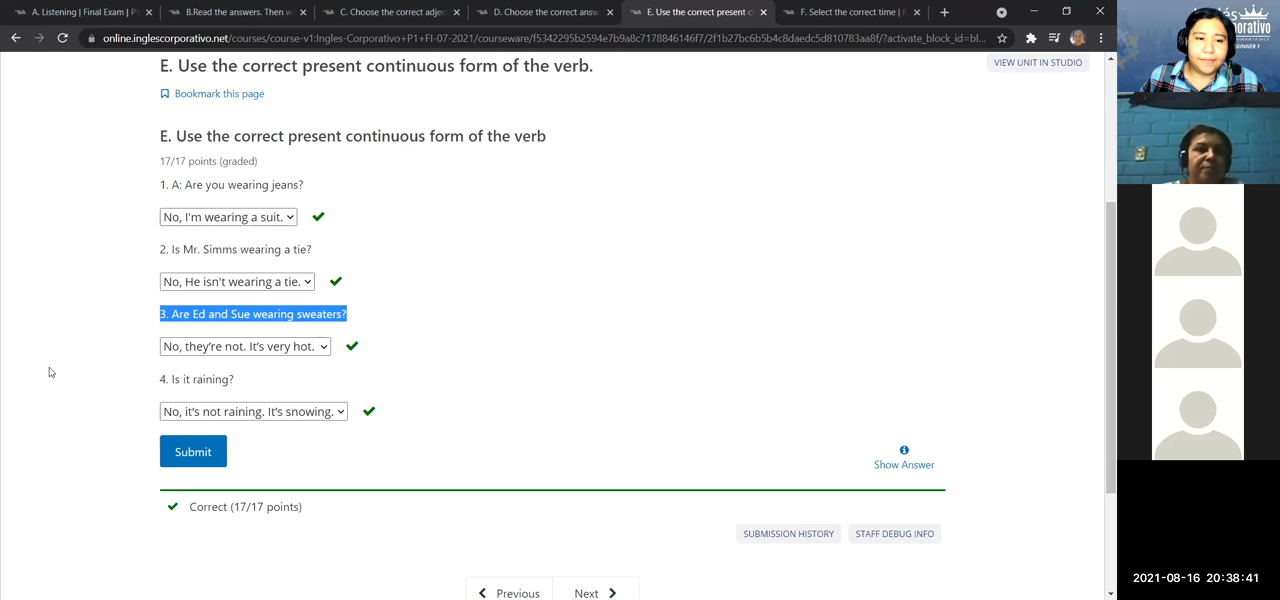 A. Listening | Final Exam | P
B.Read the answers. Then w
C. Choose the correct adjec
D. Choose the correct answ
E. Use the correct present c
F. Select the correct time |
online.inglescorporativo.net/courses/course-v1:Ingles-Corporativo+P1+FI-07-2021/courseware/f5342295b2594e7b9a8c7178846146f7/2f1b27bc6b5b4c8daedc5d810783aa8f/?activate_block_id=bl...
E. Use the correct present continuous form of the verb.
VIEW UNIT IN STUDIO
Bookmark this page
E. Use the correct present continuous form of the verb
17/17 points (graded)
1. A: Are you wearing jeans?
No, I'm wearing a suit.
2. Is Mr. Simms wearing a tie?
No, He isn't wearing a tie.
3. Are Ed and Sue wearing sweaters?
No, they're not. It's very hot.
4. Is it raining?
No, it's not raining. It's snowing.
Submit
Show Answer
Correct (17/17 points)
SUBMISSION HISTORY
STAFF DEBUG INFO
Previous
Next
2021-08-16 20:38:41